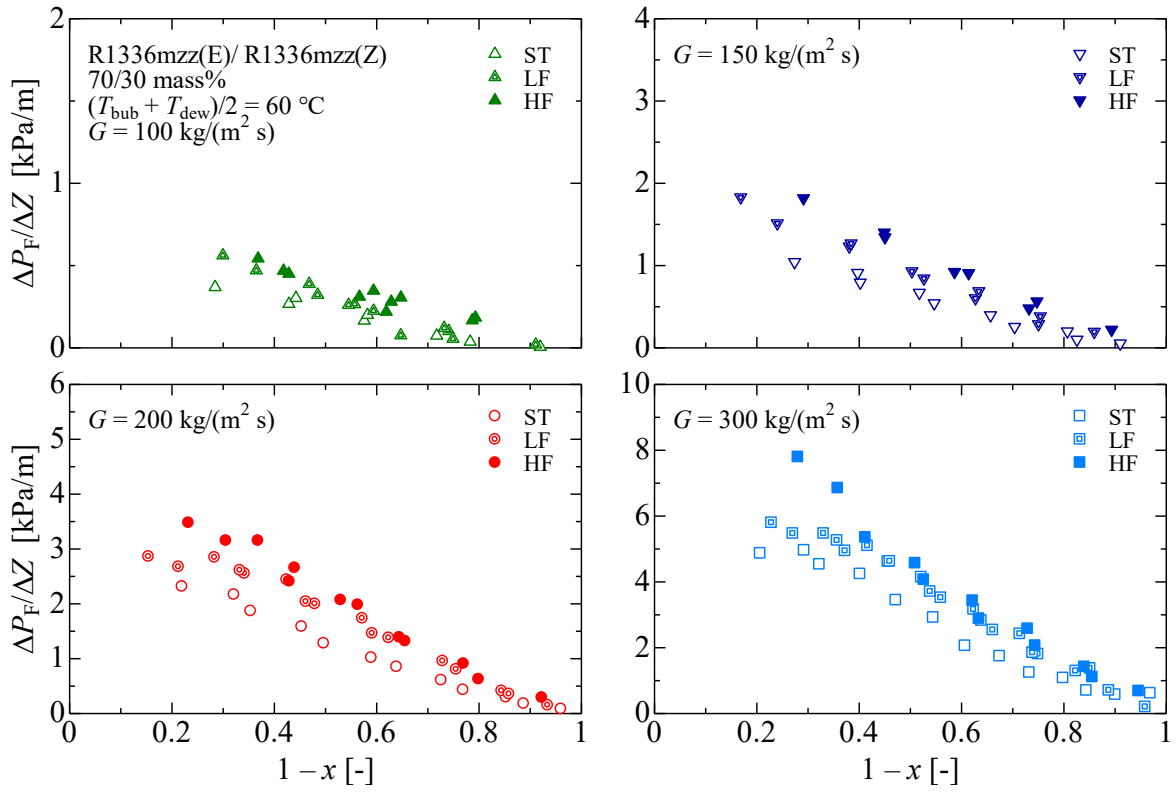 2
R1336mzz(E)/ R1336mzz(Z)
70/30 mass%
(T_bub + T_dew)/2 = 60 °C
G = 100 kg/(m² s)
ST
LF
HF
1
0
ΔP_F/ΔZ [kPa/m]
4
G = 150 kg/(m² s)
ST
LF
HF
3
2
1
0
6
G = 200 kg/(m² s)
ST
LF
HF
5
4
3
2
1
0
ΔP_F/ΔZ [kPa/m]
0 0.2 0.4 0.6 0.8 1
1 – x [-]
10
G = 300 kg/(m² s)
ST
LF
HF
8
6
4
2
0
0 0.2 0.4 0.6 0.8 1
1 – x [-]